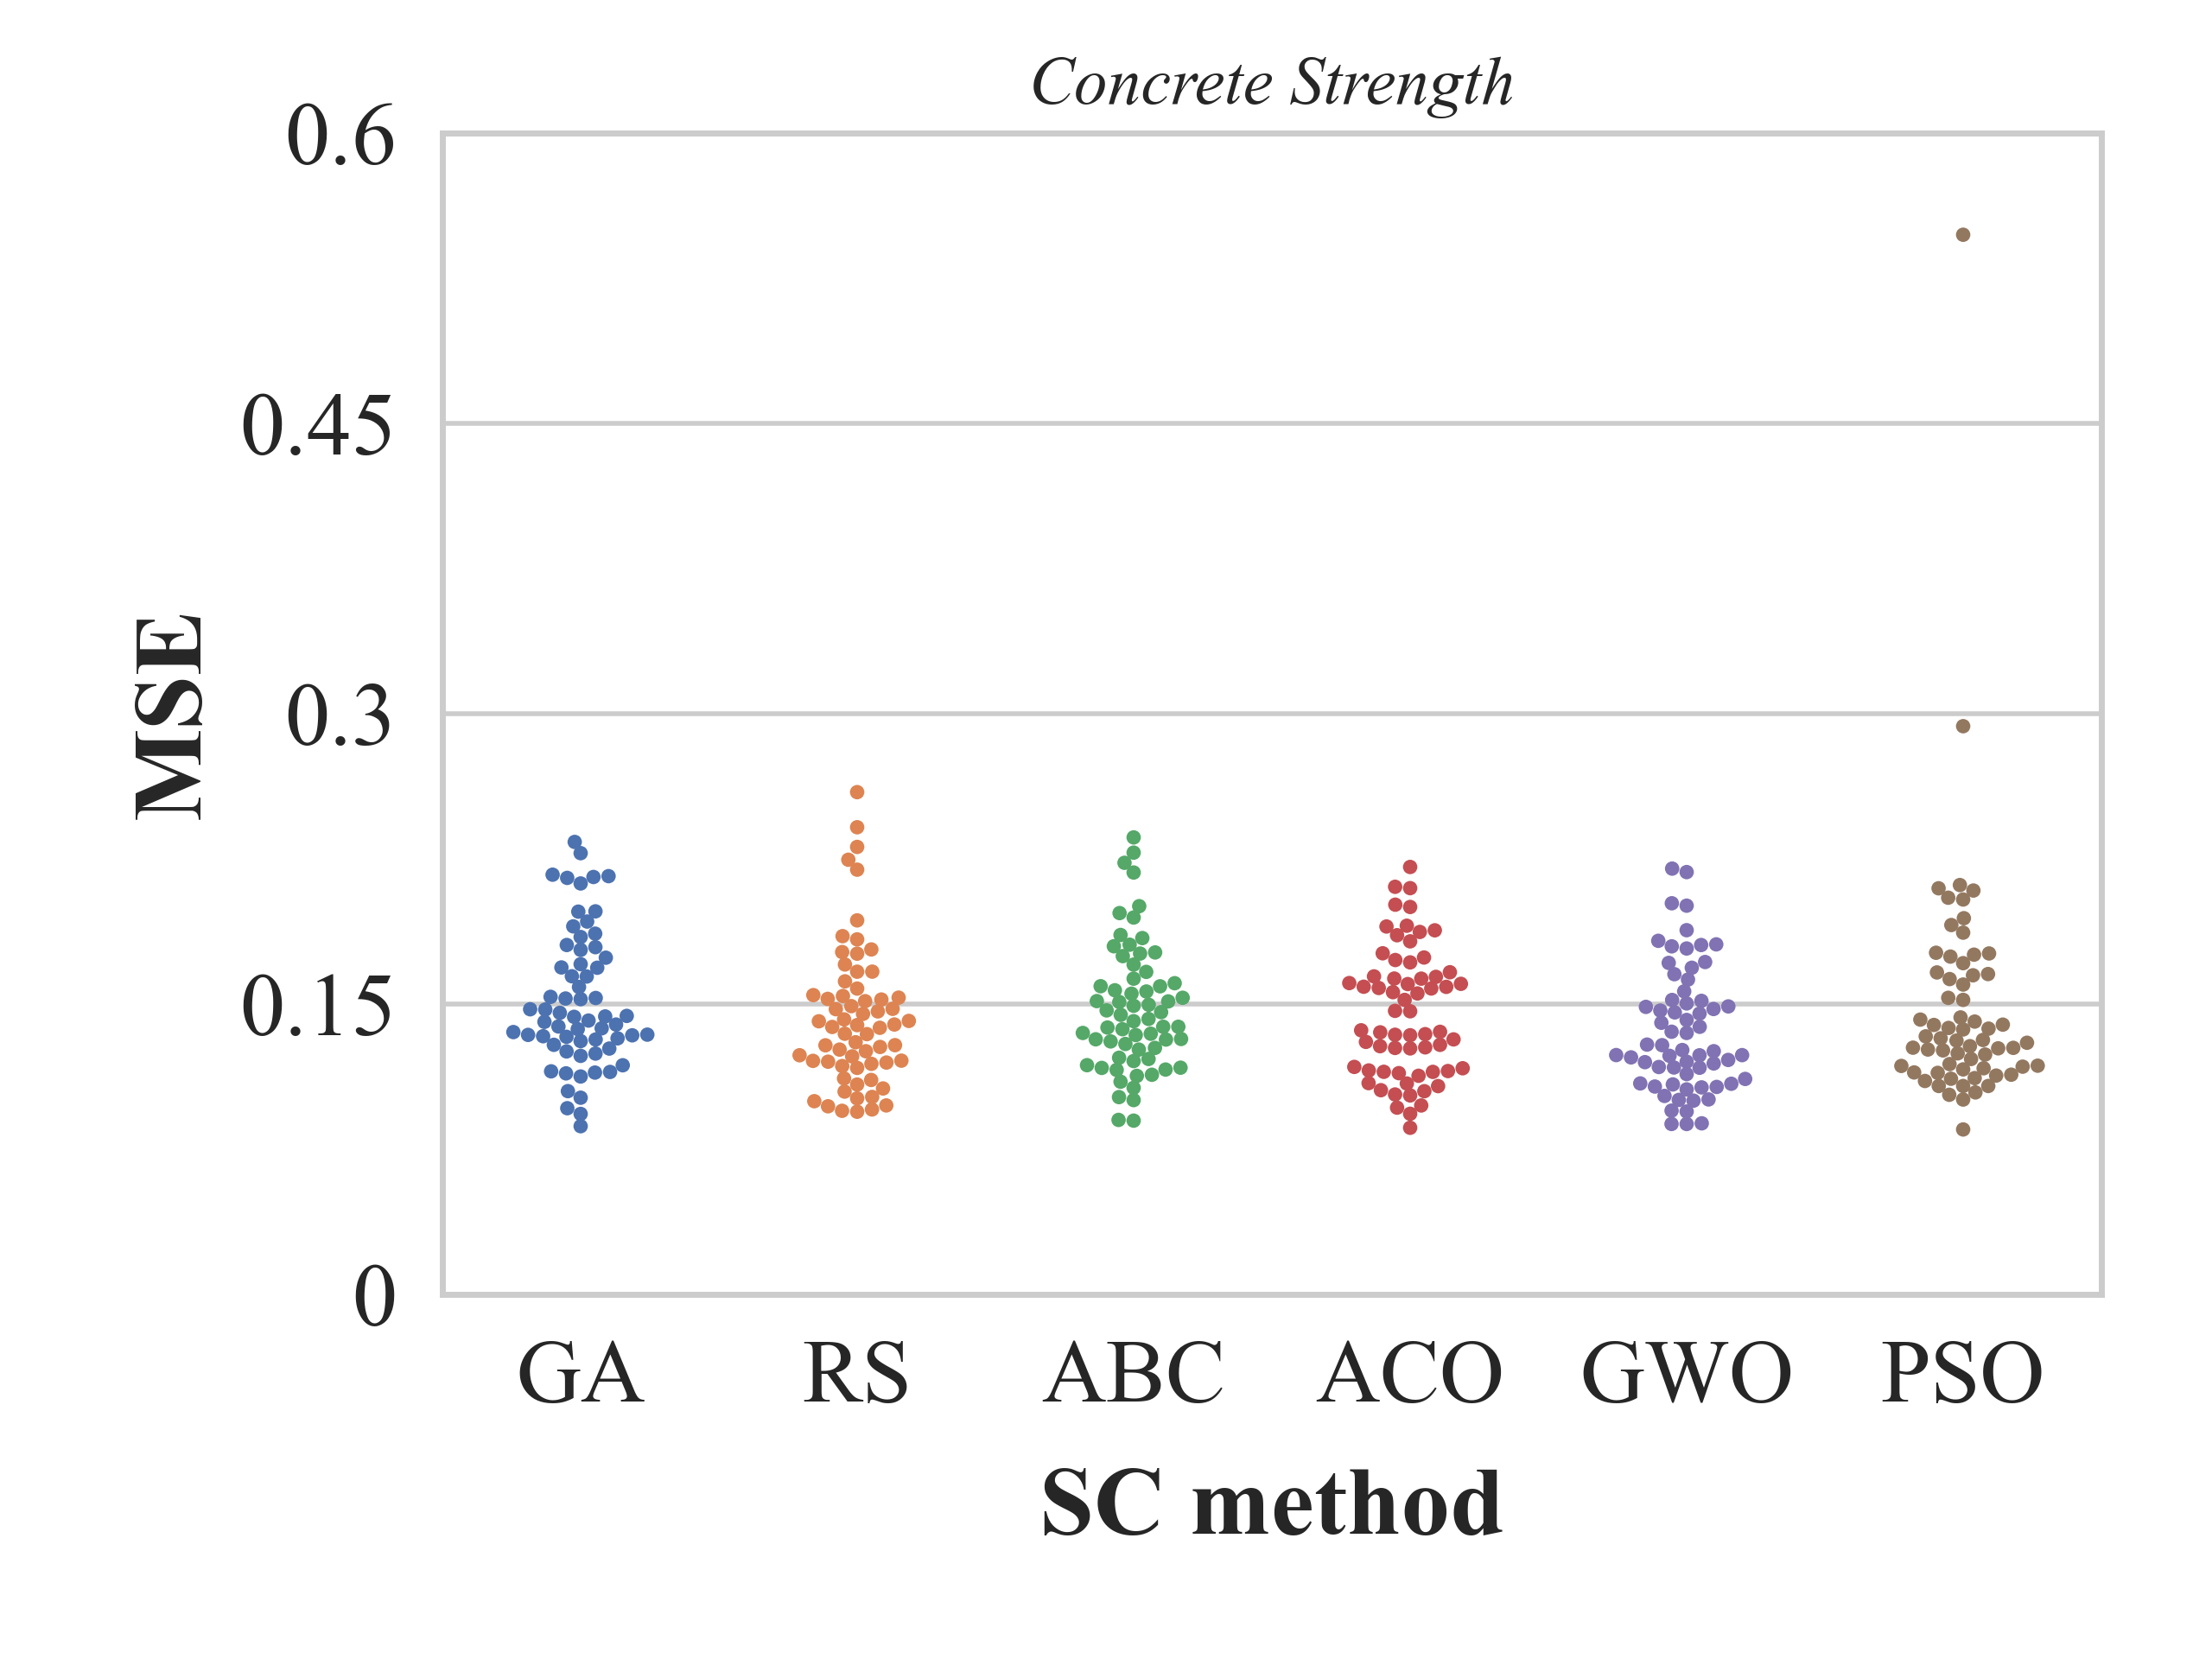 Concrete Strength
0.6
0.45
0.3
0.15
0
MSE
GA RS ABC ACO GWO PSO
SC method